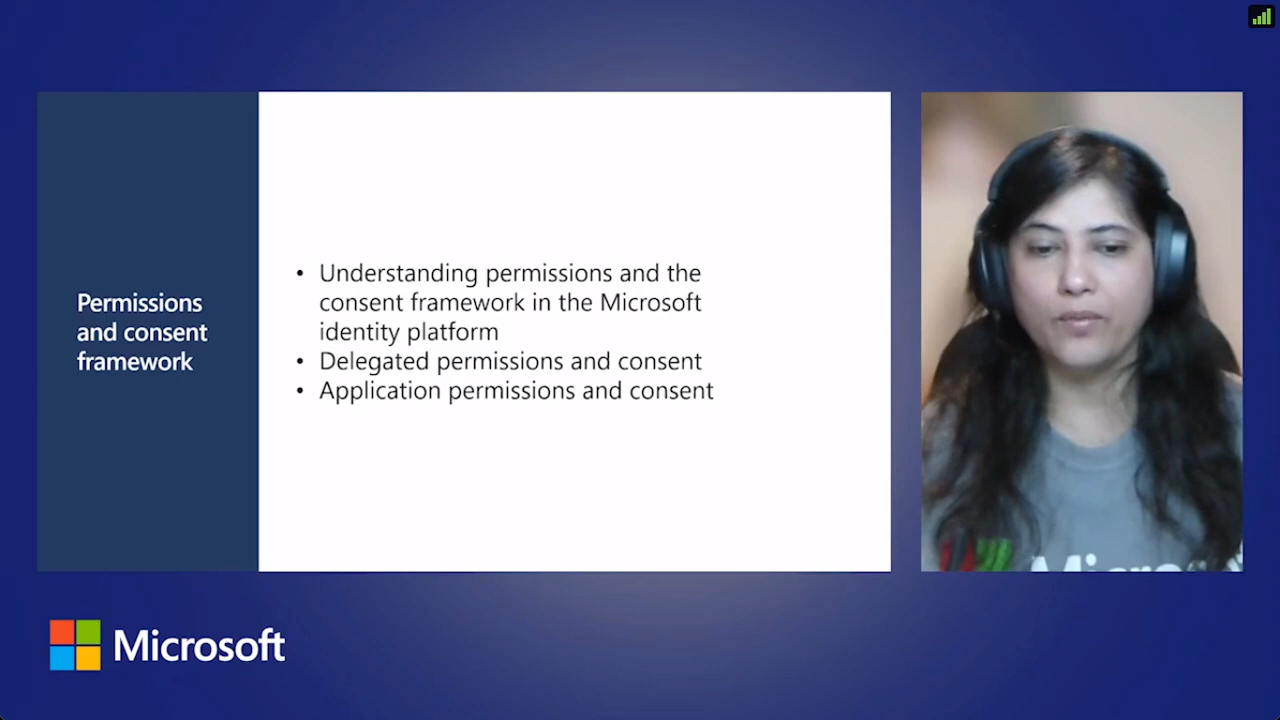 Permissions
and consent
framework
• Understanding permissions and the
consent framework in the Microsoft
identity platform
• Delegated permissions and consent
• Application permissions and consent
Microsoft